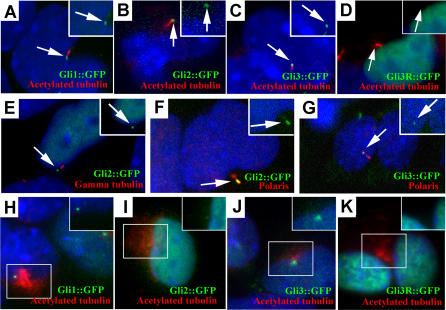 A
Gli1::GFP
Acetylated tubulin
B
Gli2::GFP
Acetylated tubulin
C
Gli3::GFP
Acetylated tubulin
D
Gli3R::GFP
Acetylated tubulin
E
Gli2::GFP
Gamma tubulin
F
Gli2::GFP
Polaris
G
Gli3::GFP
Polaris
H
Gli1::GFP
Acetylated tubulin
I
Gli2::GFP
Acetylated tubulin
J
Gli3::GFP
Acetylated tubulin
K
Gli3R::GFP
Acetylated tubulin